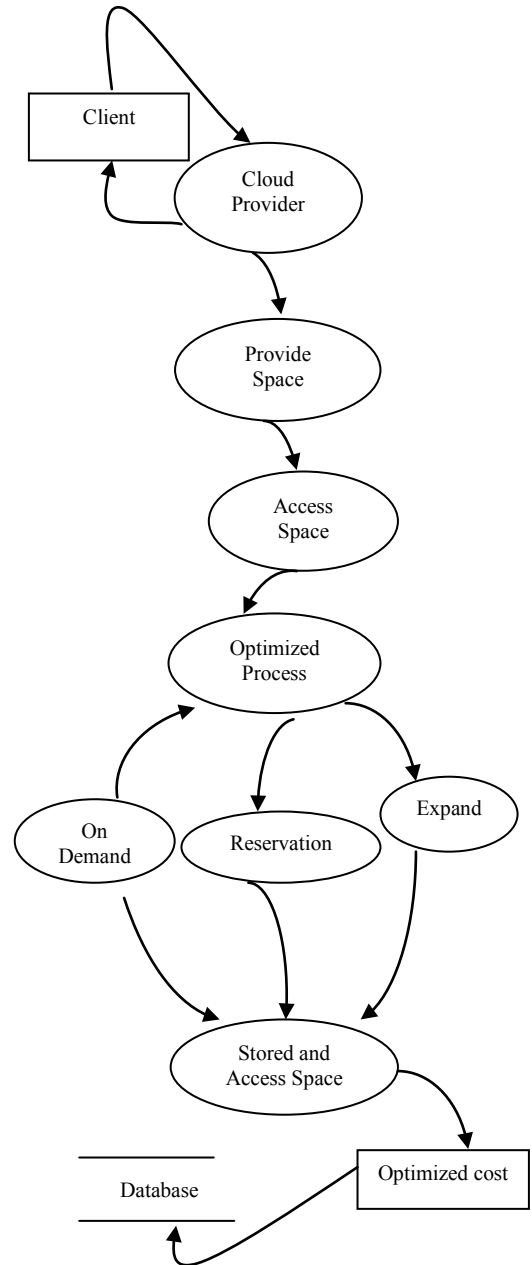 Client
Cloud
Provider
Provide
Space
Access
Space
Optimized
Process
On
Demand
Reservation
Expand
Stored and
Access Space
Optimized cost
Database